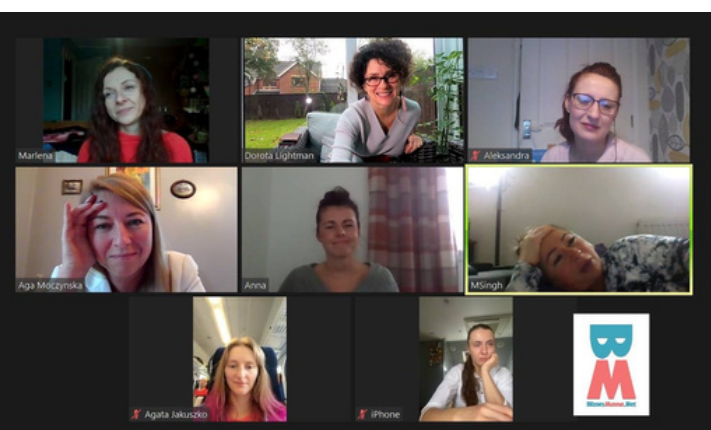 Marlena
Dorota Lightman
Aleksandra
Aga Moczynska
Anna
MSingh
Agata Jakuszko
iPhone
BM